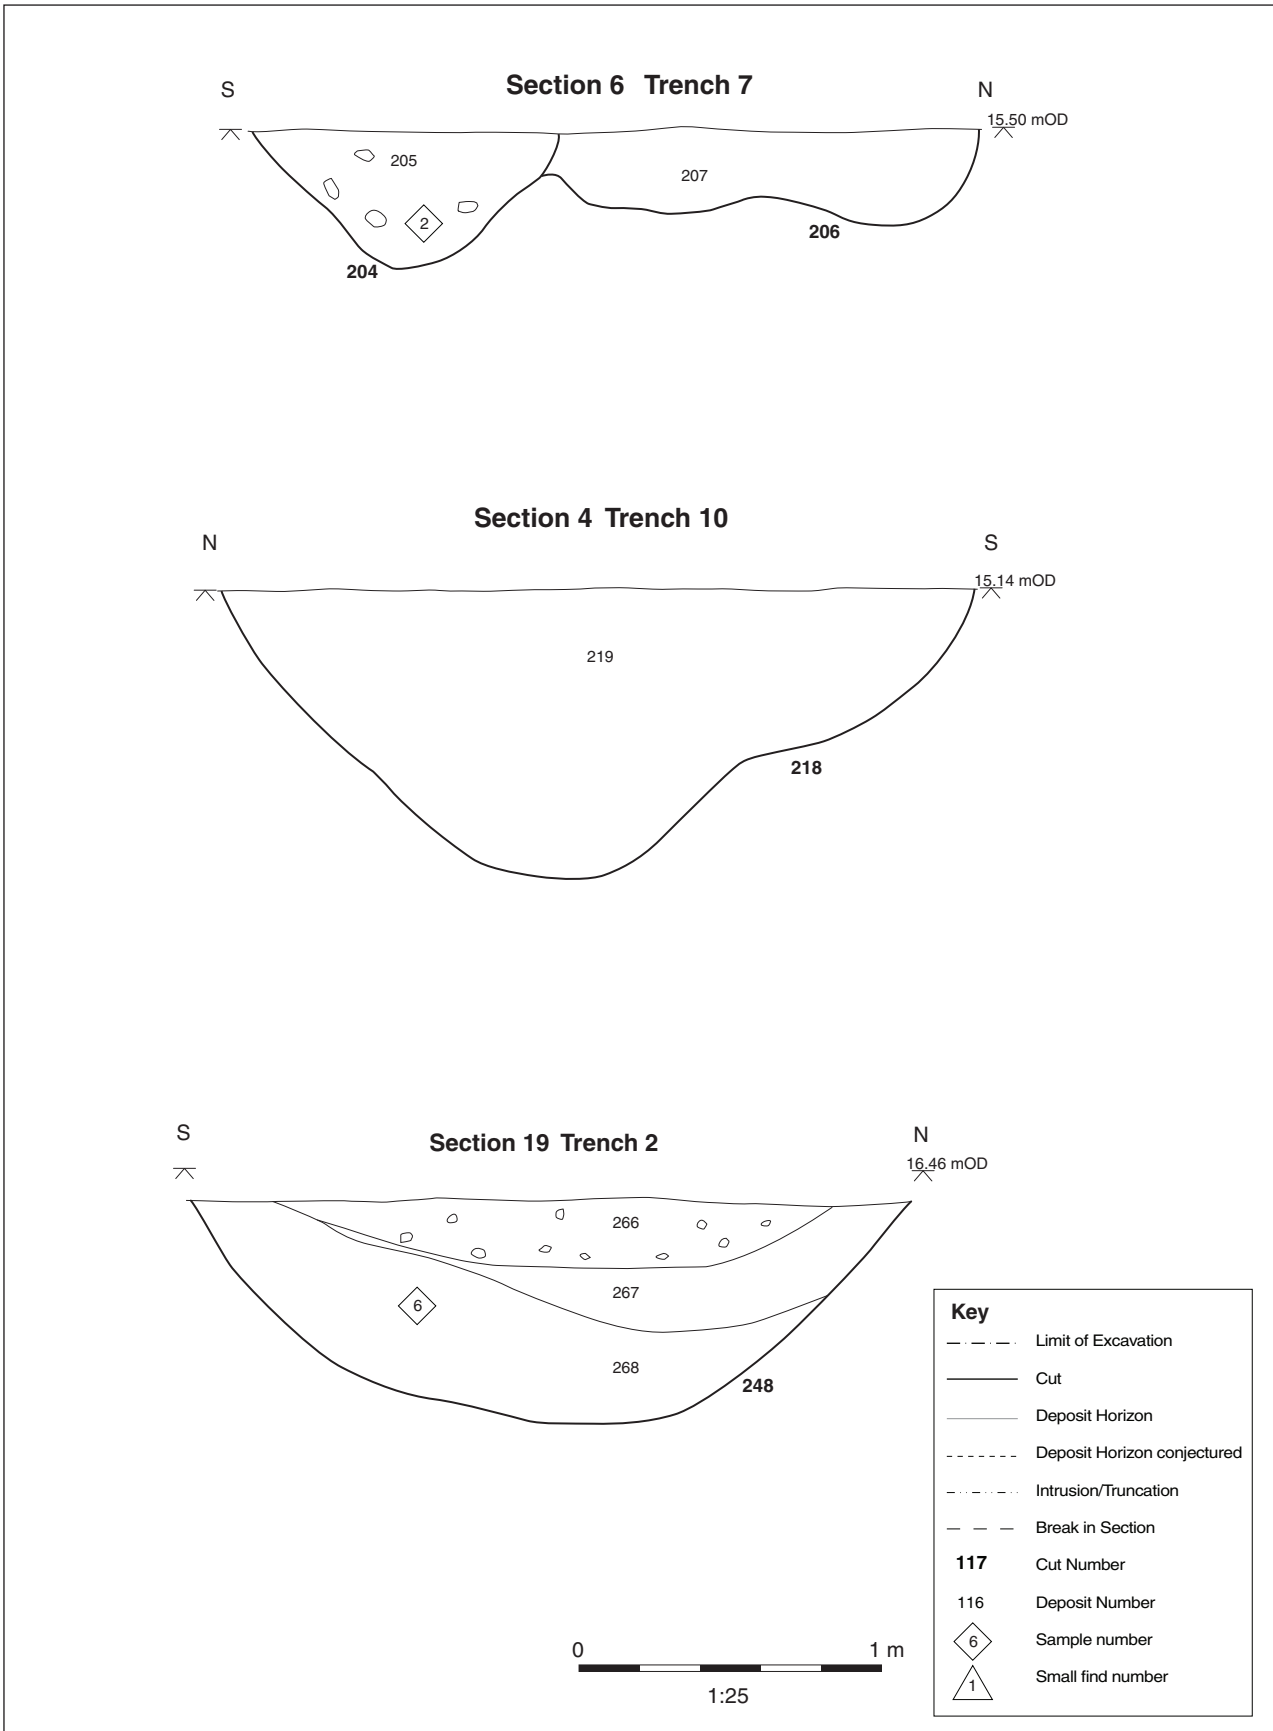 Section 6 Trench 7
S
N
15.50 mOD
205
207
2
206
204
Section 4 Trench 10
N
S
15.14 mOD
219
218
Section 19 Trench 2
S
N
16.46 mOD
266
267
6
268
248
Key
Limit of Excavation
Cut
Deposit Horizon
Deposit Horizon conjectured
Intrusion/Truncation
Break in Section
117 Cut Number
116 Deposit Number
6 Sample number
1 Small find number
0 1 m
1:25